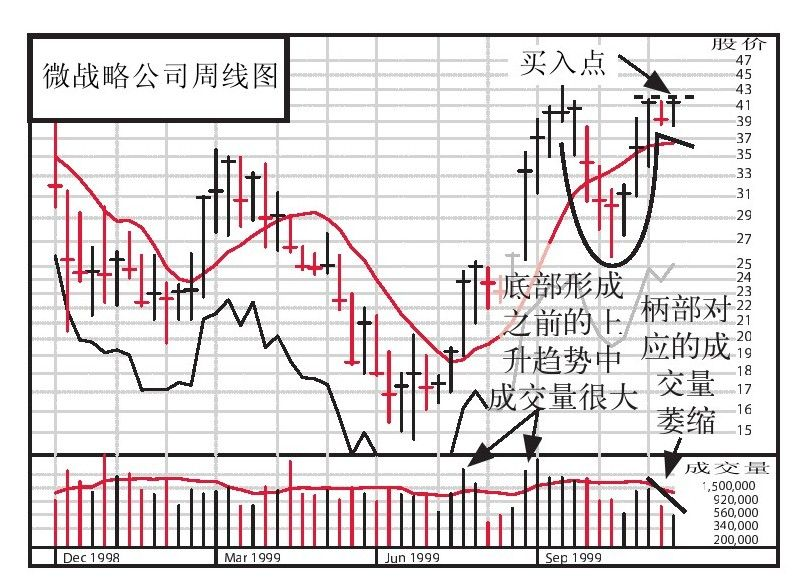 微战略公司周线图
买入点
股价
47
45
43
41
39
37
35
33
31
29
27
25
24
23
22
21
20
19
18
17
16
15
底部形成
之前的上
升趋势中
成交量很大
柄部对
应的成
交量
萎缩
成交量
1,500,000
920,000
560,000
340,000
200,000
Dec 1998
Mar 1999
Jun 1999
Sep 1999